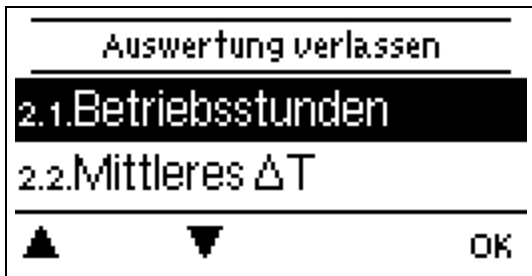 Auswertung verlassen
2.1.Betriebsstunden
2.2.Mittleres ΔT
▲ ▼ OK